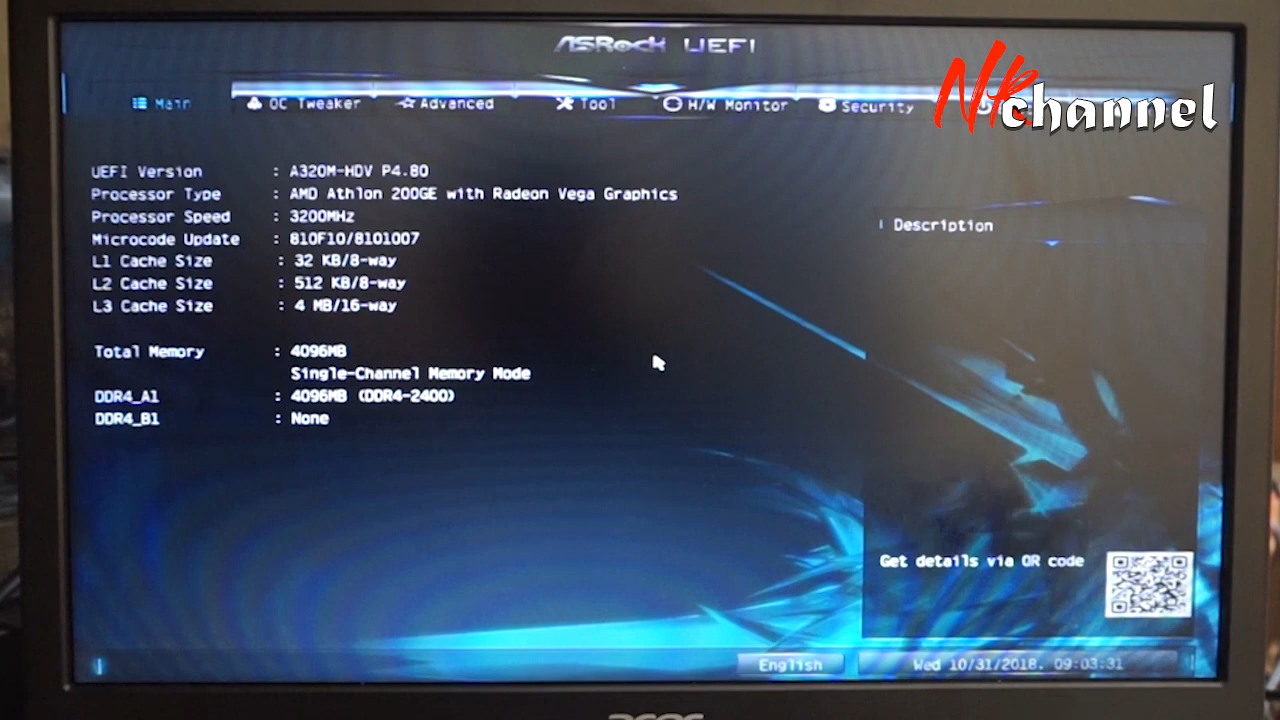 ASRock UEFI
NR channel
Main OC Tweaker Advanced Tool H/W Monitor Security
UEFI Version : A320M-HDV P4.80
Processor Type : AMD Athlon 200GE with Radeon Vega Graphics
Processor Speed : 3200MHz
Microcode Update : 810F10/8101007
L1 Cache Size : 32 KB/8-way
L2 Cache Size : 512 KB/8-way
L3 Cache Size : 4 MB/16-way
Total Memory : 4096MB
Single-Channel Memory Mode
DDR4_A1 : 4096MB (DDR4-2400)
DDR4_B1 : None
Description
Get details via QR code
English
Wed 10/31/2018. 09:03:31
acer